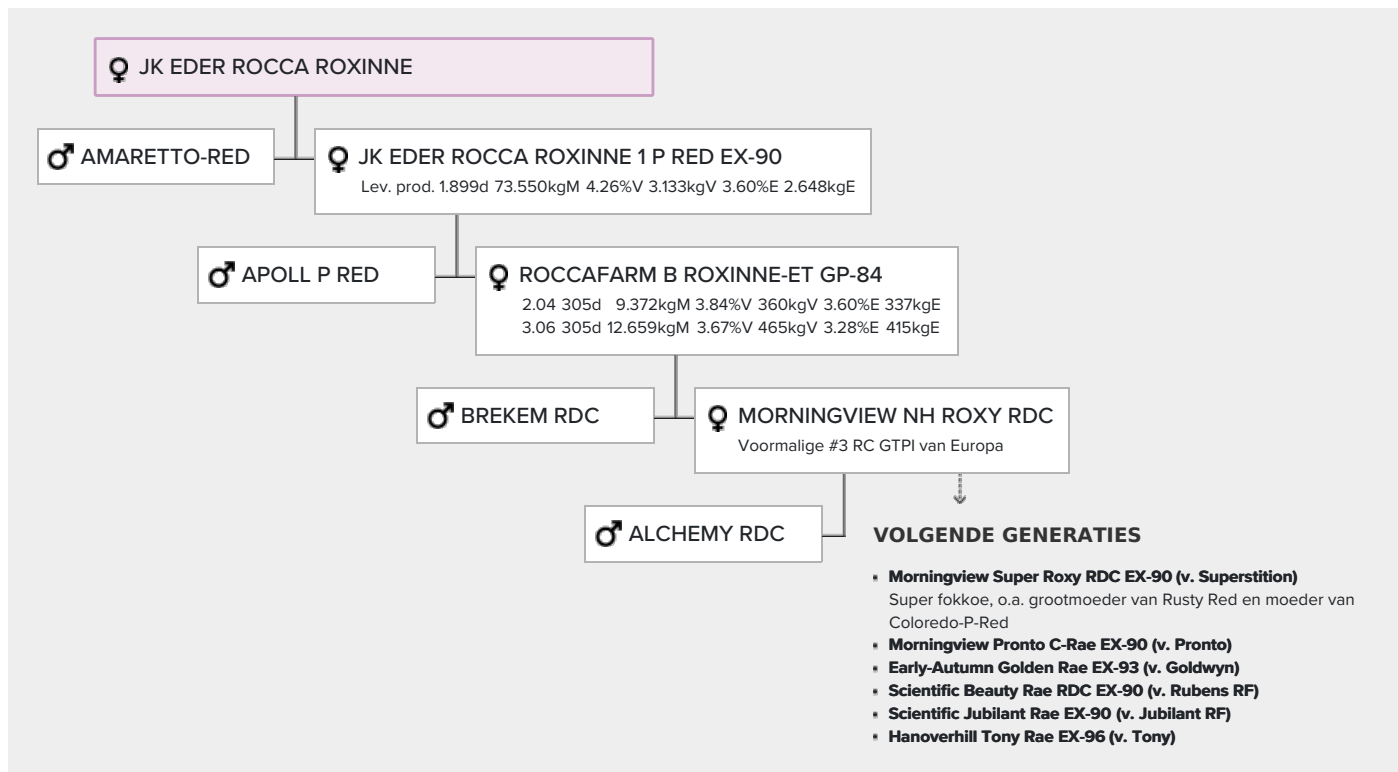 JK EDER ROCCA ROXINNE
AMARETTO-RED
JK EDER ROCCA ROXINNE 1 P RED EX-90
Lev. prod. 1.899d 73.550kgM 4.26%V 3.133kgV 3.60%E 2.648kgE
APOLL P RED
ROCCAFARM B ROXINNE-ET GP-84
2.04 305d 9.372kgM 3.84%V 360kgV 3.60%E 337kgE
3.06 305d 12.659kgM 3.67%V 465kgV 3.28%E 415kgE
BREKEM RDC
MORNINGVIEW NH ROXY RDC
Voormalige #3 RC GTPI van Europa
ALCHEMY RDC
VOLGENDE GENERATIES
Morningview Super Roxy RDC EX-90 (v. Superstition)
Super fokkoe, o.a. grootmoeder van Rusty Red en moeder van
Coloredo-P-Red
Morningview Pronto C-Rae EX-90 (v. Pronto)
Early-Autumn Golden Rae EX-93 (v. Goldwyn)
Scientific Beauty Rae RDC EX-90 (v. Rubens RF)
Scientific Jubilant Rae EX-90 (v. Jubilant RF)
Hanoverhill Tony Rae EX-96 (v. Tony)